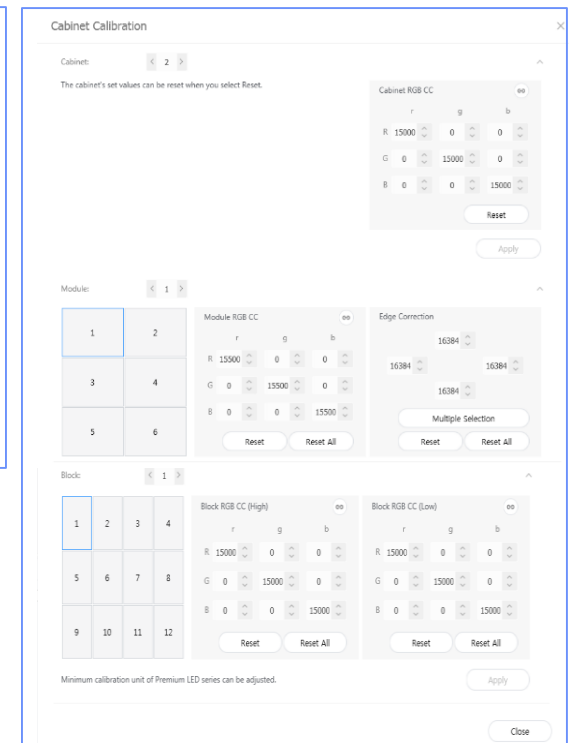 Cabinet Calibration
Cabinet: < 2 >
The cabinet's set values can be reset when you select Reset.
Cabinet RGB CC
r g b
R 15000 0 0
G 0 15000 0
B 0 0 15000
Reset
Apply
Module: < 1 >
1 2
3 4
5 6
Module RGB CC
r g b
R 15500 0 0
G 0 15500 0
B 0 0 15500
Reset Reset All
Edge Correction
16384
16384 16384
16384
Multiple Selection
Reset Reset All
Block: < 1 >
1 2 3 4
5 6 7 8
9 10 11 12
Block RGB CC (High)
r g b
R 15000 0 0
G 0 15000 0
B 0 0 15000
Reset Reset All
Block RGB CC (Low)
r g b
R 15000 0 0
G 0 15000 0
B 0 0 15000
Reset Reset All
Minimum calibration unit of Premium LED series can be adjusted.
Apply
Close